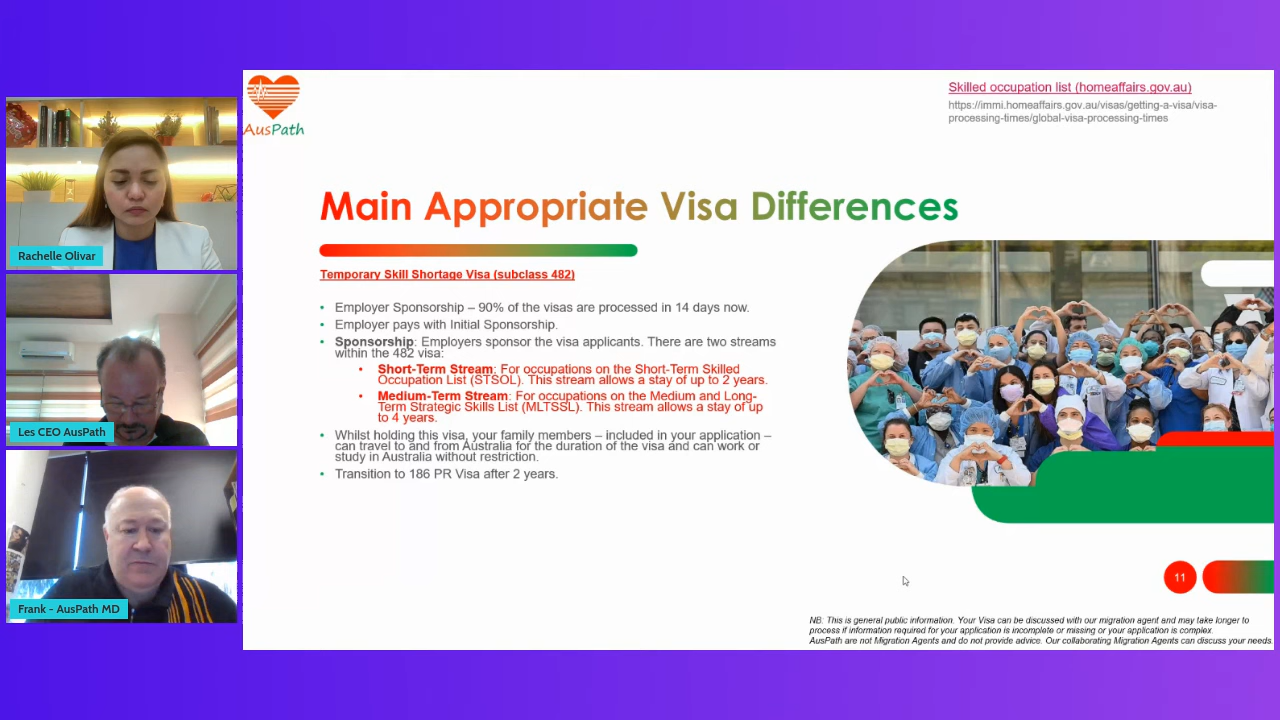 Rachelle Olivar
Les CEO AusPath
Frank - AusPath MD
AusPath
Skilled occupation list (homeaffairs.gov.au)
https://immi.homeaffairs.gov.au/visas/getting-a-visa/visa-
processing-times/global-visa-processing-times
Main Appropriate Visa Differences
Temporary Skill Shortage Visa (subclass 482)
• Employer Sponsorship – 90% of the visas are processed in 14 days now.
• Employer pays with Initial Sponsorship.
• Sponsorship: Employers sponsor the visa applicants. There are two streams
within the 482 visa:
• Short-Term Stream: For occupations on the Short-Term Skilled
Occupation List (STSOL). This stream allows a stay of up to 2 years.
• Medium-Term Stream: For occupations on the Medium and Long-
Term Strategic Skills List (MLTSSL). This stream allows a stay of up
to 4 years.
• Whilst holding this visa, your family members – included in your application –
can travel to and from Australia for the duration of the visa and can work or
study in Australia without restriction.
• Transition to 186 PR Visa after 2 years.
11
NB: This is general public information. Your Visa can be discussed with our migration agent and may take longer to
process if information required for your application is incomplete or missing or your application is complex.
AusPath are not Migration Agents and do not provide advice. Our collaborating Migration Agents can discuss your needs.